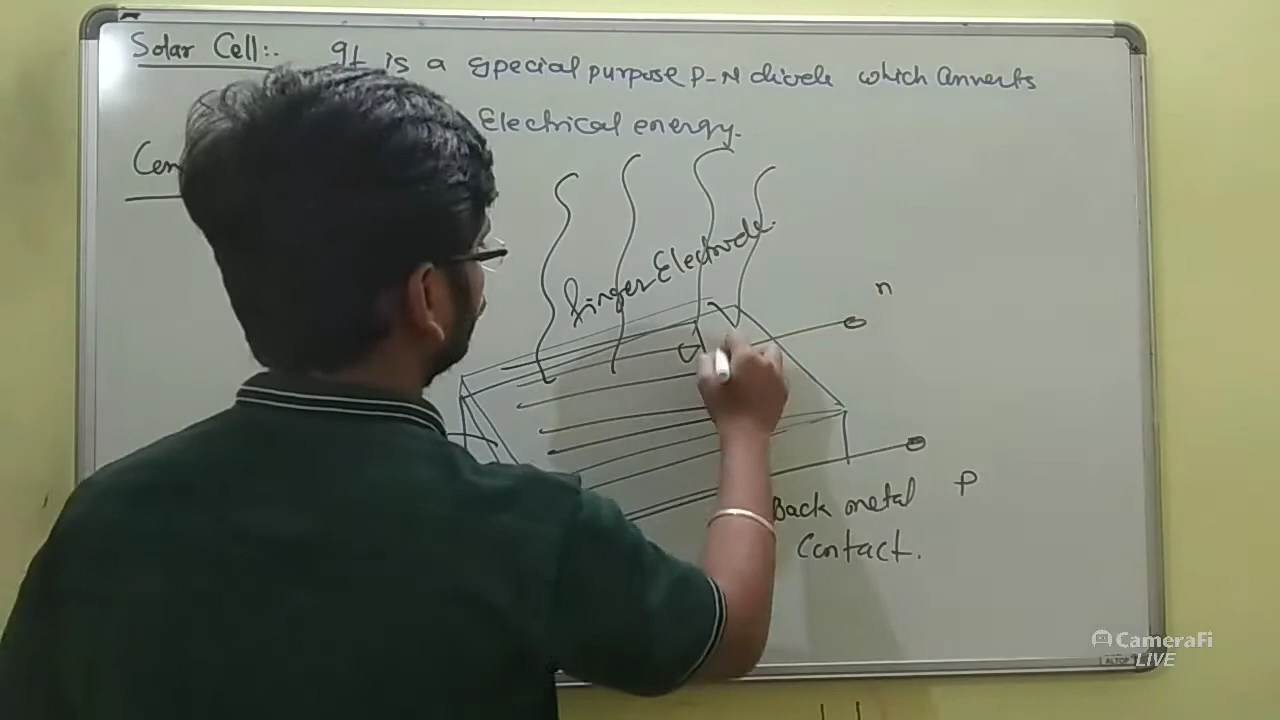 Solar Cell:- It is a special purpose P-N diode which Converts
Electrical energy.
n
finger Electrode.
Back metal P
Contact.
CameraFi
LIVE